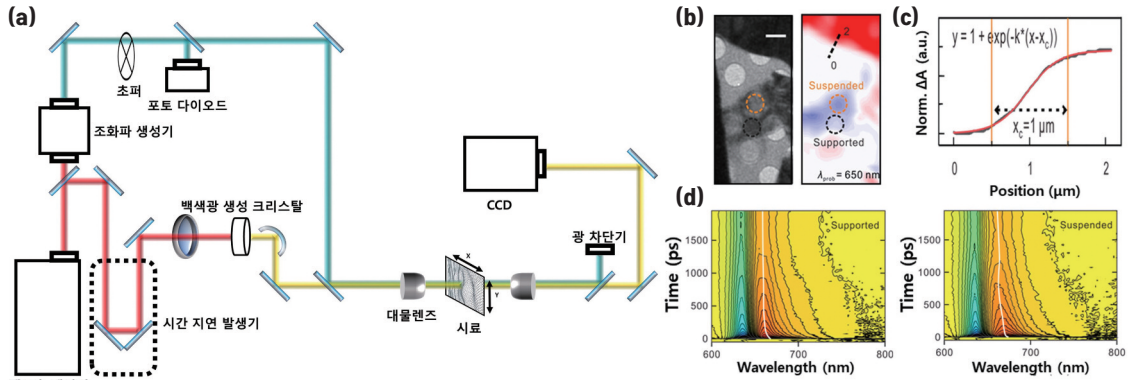 (a)
초퍼
포토 다이오드
조화파 생성기
백색광 생성 크리스탈
시간 지연 발생기
CCD
광 차단기
X
Y
대물렌즈
시료
(b)
2
0
Suspended
Supported
λprob = 650 nm
(c)
y = 1 + exp(-k*(x-xc))
xc=1 μm
Norm. ΔA (a.u.)
0
1
2
Position (μm)
(d)
Supported
Time (ps)
1500
1000
500
0
600
700
800
Wavelength (nm)
Suspended
Time (ps)
1500
1000
500
0
600
700
800
Wavelength (nm)